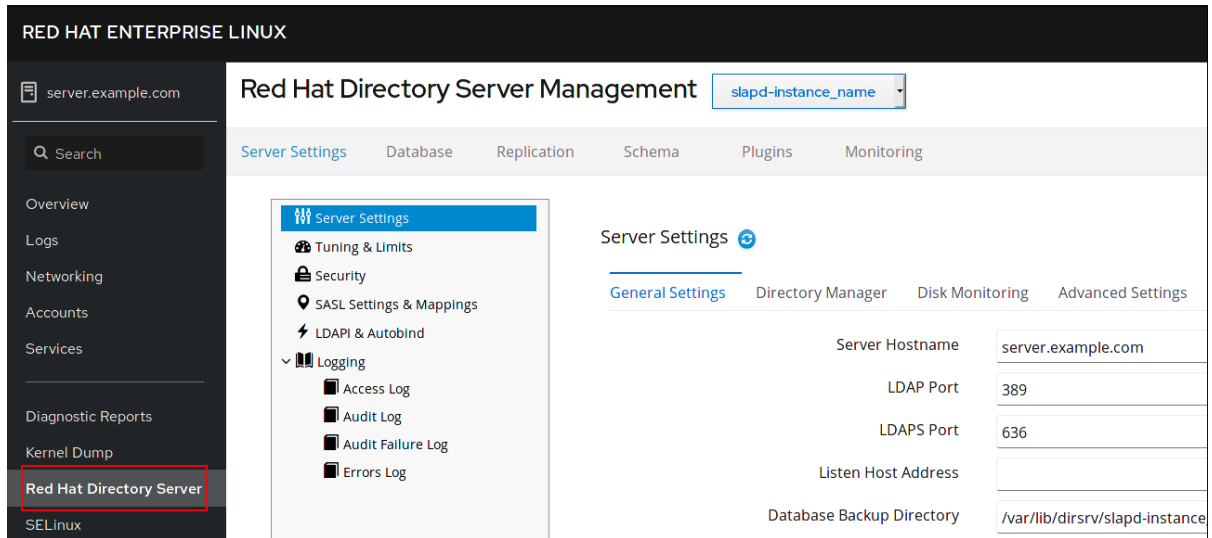 RED HAT ENTERPRISE LINUX
server.example.com
Red Hat Directory Server Management
slapd-instance_name
Search
Server Settings Database Replication Schema Plugins Monitoring
Overview
Logs
Networking
Accounts
Services
Diagnostic Reports
Kernel Dump
Red Hat Directory Server
SELinux
Server Settings
Tuning & Limits
Security
SASL Settings & Mappings
LDAPI & Autobind
Logging
Access Log
Audit Log
Audit Failure Log
Errors Log
Server Settings
General Settings Directory Manager Disk Monitoring Advanced Settings
Server Hostname server.example.com
LDAP Port 389
LDAPS Port 636
Listen Host Address
Database Backup Directory /var/lib/dirsrv/slapd-instance